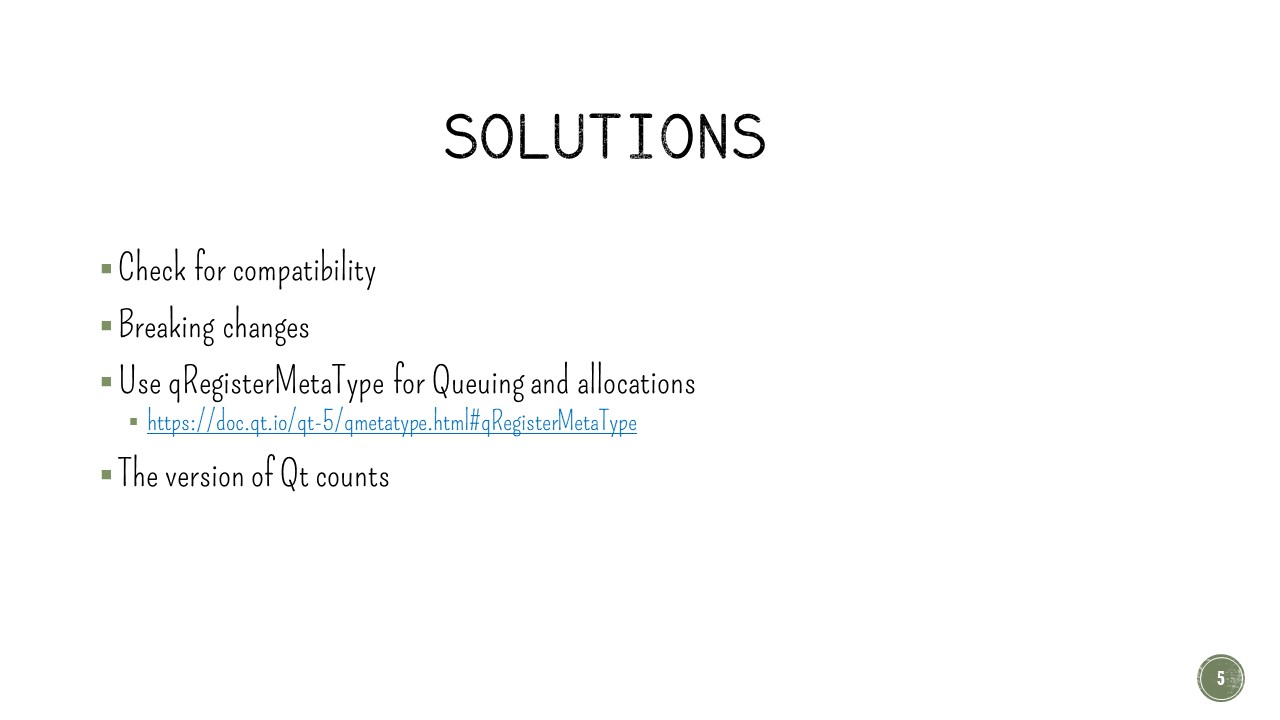 SOLUTIONS
Check for compatibility
Breaking changes
Use qRegisterMetaType for Queuing and allocations
https://doc.qt.io/qt-5/qmetatype.html#qRegisterMetaType
The version of Qt counts
5